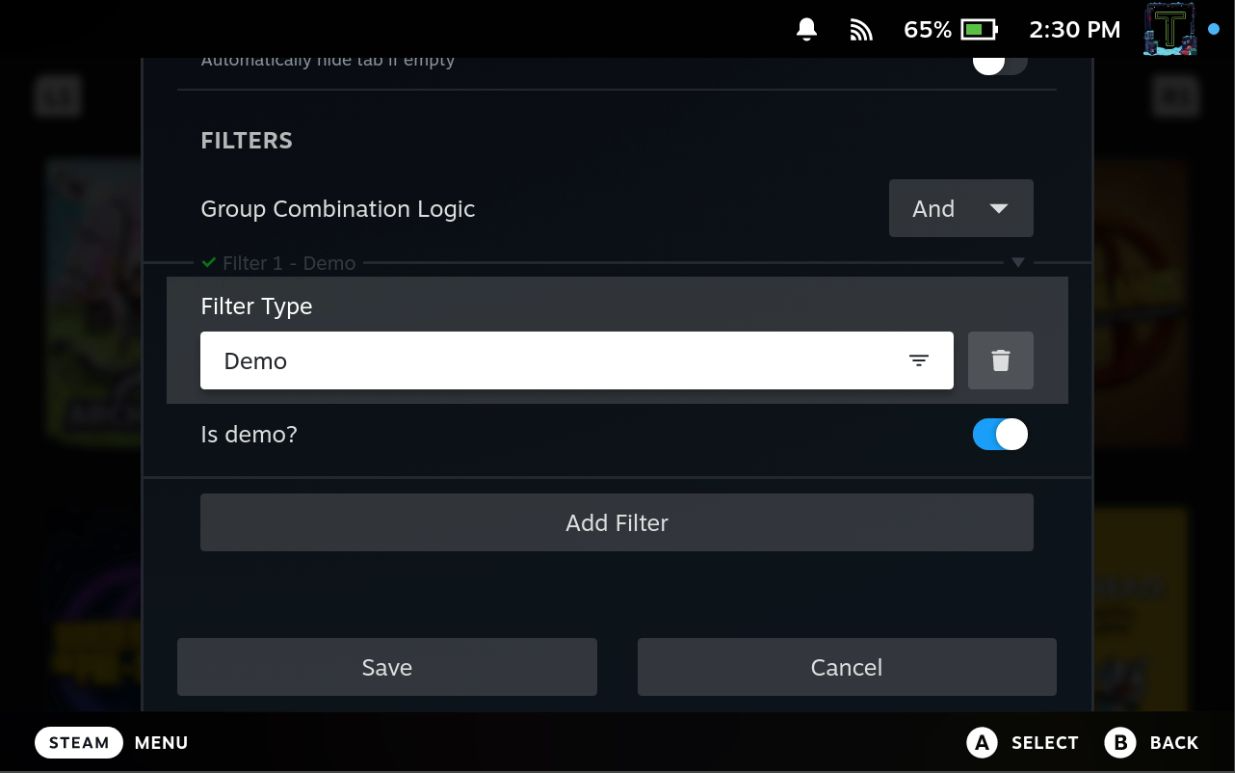 65%
2:30 PM
Automatically hide tab if empty
FILTERS
Group Combination Logic
And
Filter 1 - Demo
Filter Type
Demo
Is demo?
Add Filter
Save
Cancel
STEAM MENU
A SELECT B BACK